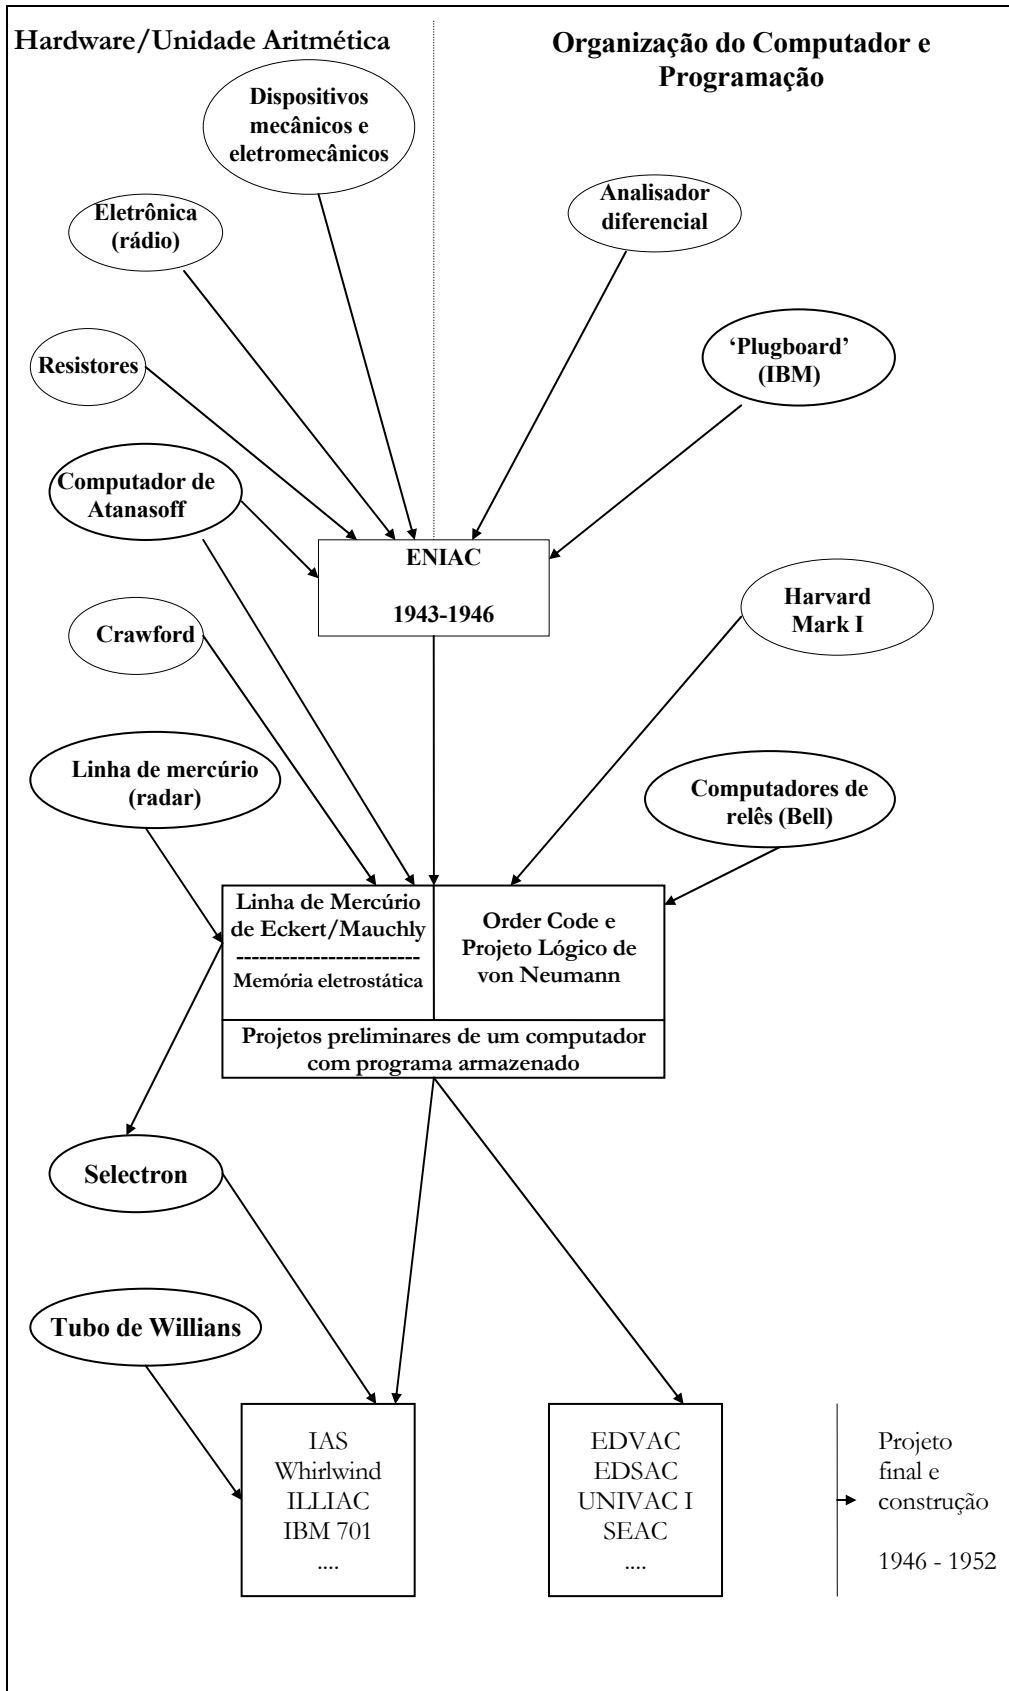 Hardware/Unidade Aritmética
Organização do Computador e
Programação
Dispositivos
mecânicos e
eletromecânicos
Eletrônica
(rádio)
Analisador
diferencial
Resistores
‘Plugboard’
(IBM)
Computador de
Atanasoff
ENIAC
1943-1946
Crawford
Harvard
Mark I
Linha de mercúrio
(radar)
Computadores de
relês (Bell)
Linha de Mercúrio
de Eckert/Mauchly
------------------------
Memória eletrostática
Order Code e
Projeto Lógico de
von Neumann
Projetos preliminares de um computador
com programa armazenado
Selectron
Tubo de Willians
IAS
Whirlwind
ILLIAC
IBM 701
....
EDVAC
EDSAC
UNIVAC I
SEAC
....
Projeto
final e
construção
1946 - 1952